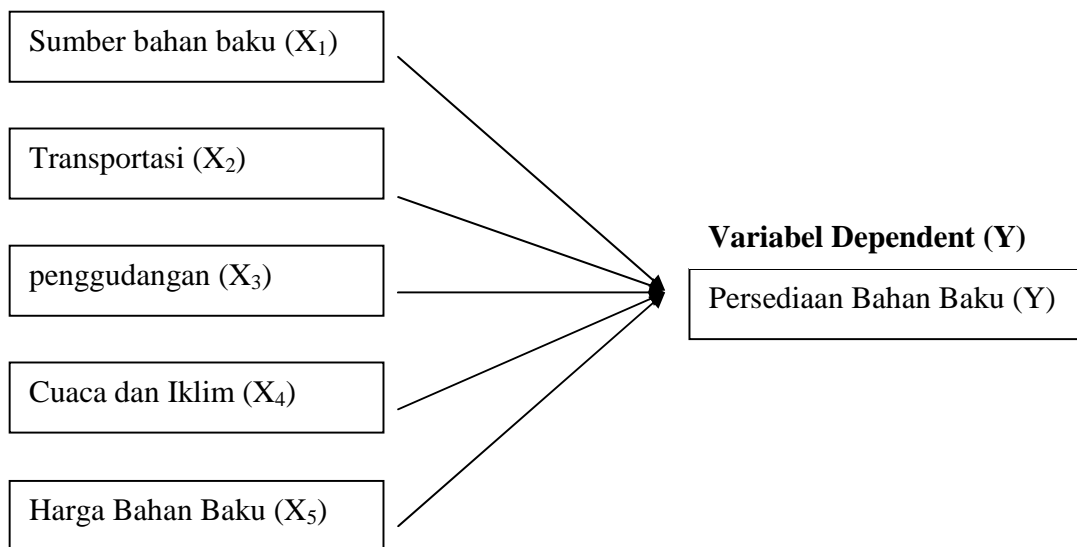 Sumber bahan baku (X₁)
Transportasi (X₂)
penggudangan (X₃)
Cuaca dan Iklim (X₄)
Harga Bahan Baku (X₅)
Variabel Dependent (Y)
Persediaan Bahan Baku (Y)